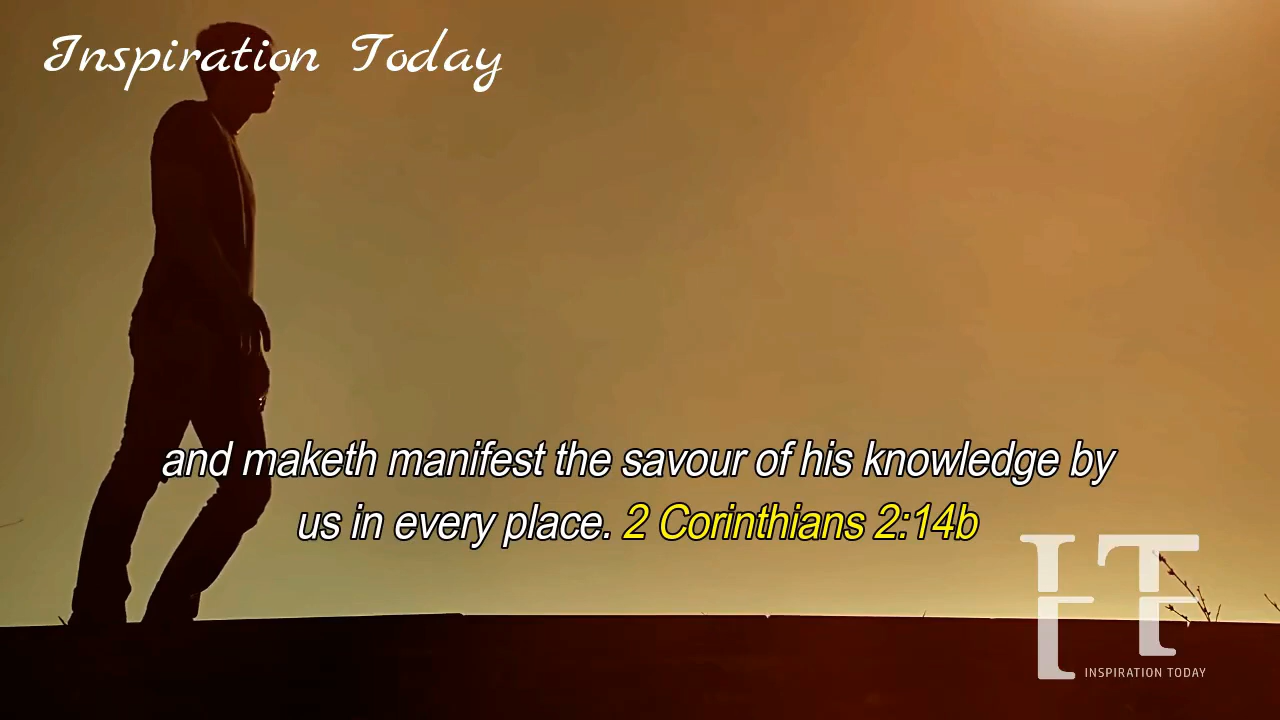 Inspiration Today
and maketh manifest the savour of his knowledge by
us in every place. 2 Corinthians 2:14b
IT
INSPIRATION TODAY